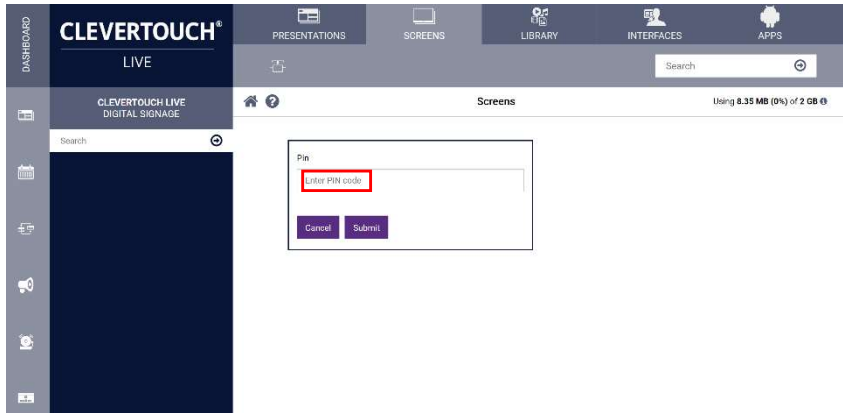 DASHBOARD
CLEVERTOUCH®
LIVE
PRESENTATIONS
SCREENS
LIBRARY
INTERFACES
APPS
Search
CLEVERTOUCH LIVE
DIGITAL SIGNAGE
Search
Screens
Using 8.35 MB (0%) of 2 GB
Pin
Enter PIN code
Cancel
Submit